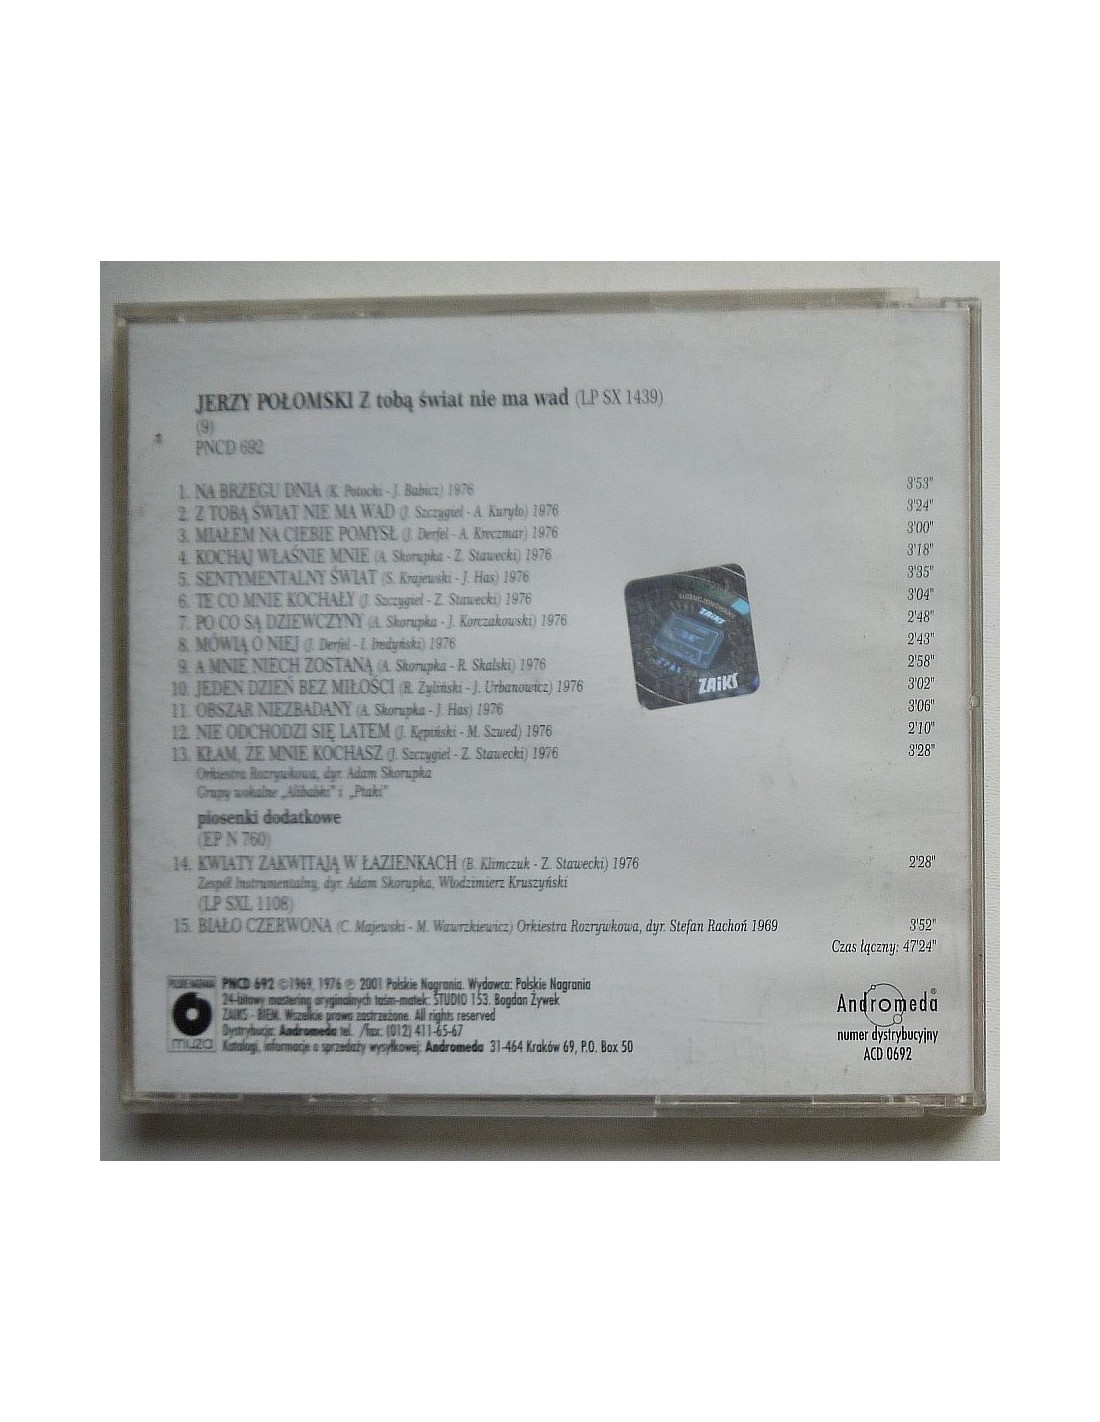 JERZY POŁOMSKI Z tobą świat nie ma wad (LP SX 1439)
(9)
PNCD 692
1. NA BRZEGU DNIA (K. Potocki - J. Babicz) 1976 3'53"
2. Z TOBĄ ŚWIAT NIE MA WAD (J. Szczygieł - A. Kuryło) 1976 3'24"
3. MIAŁEM NA CIEBIE POMYSŁ (J. Derfel - A. Kreczmar) 1976 3'00"
4. KOCHAJ WŁAŚNIE MNIE (A. Skorupka - Z. Stawecki) 1976 3'18"
5. SENTYMENTALNY ŚWIAT (S. Krajewski - J. Has) 1976 3'35"
6. TE CO MNIE KOCHAŁY (J. Szczygieł - Z. Stawecki) 1976 3'04"
7. PO CO SĄ DZIEWCZYNY (A. Skorupka - J. Korczakowski) 1976 2'48"
8. MÓWIĄ O NIEJ (J. Derfel - I. Iredyński) 1976 2'43"
9. A MNIE NIECH ZOSTANĄ (A. Skorupka - R. Skalski) 1976 2'58"
10. JEDEN DZIEŃ BEZ MIŁOŚCI (R. Żyliński - J. Urbanowicz) 1976 3'02"
11. OBSZAR NIEZBADANY (A. Skorupka - J. Has) 1976 3'06"
12. NIE ODCHODZI SIĘ LATEM (J. Kępiński - M. Szwed) 1976 2'10"
13. KŁAM, ŻE MNIE KOCHASZ (J. Szczygieł - Z. Stawecki) 1976 3'28"
Orkiestra Rozrywkowa, dyr. Adam Skorupka
Grupy wokalne „Alibabki" i „Ptaki"
piosenki dodatkowe
(EP N 760)
14. KWIATY ZAKWITAJĄ W ŁAZIENKACH (B. Klimczuk - Z. Stawecki) 1976 2'28"
Zespół Instrumentalny, dyr. Adam Skorupka, Włodzimierz Kruszyński
(LP SXL 1108)
15. BIAŁO CZERWONA (C. Majewski - M. Wawrzkiewicz) Orkiestra Rozrywkowa, dyr. Stefan Rachoń 1969 3'52"
Czas łączny: 47'24"
LICENCJONOWANY
ZAIKS
ZAiKS
POLSKIE NAGRANIA
muza
PNCD 692 ©1969, 1976 ℗ 2001 Polskie Nagrania. Wydawca: Polskie Nagrania
24-bitowy mastering oryginalnych taśm-matek: STUDIO 153. Bogdan Żywek
ZAIKS - BIEM. Wszelkie prawa zastrzeżone. All rights reserved
Dystrybucja: Andromeda tel. /fax: (012) 411-65-67
Katalogi, informacje o sprzedaży wysyłkowej: Andromeda 31-464 Kraków 69, P.O. Box 50
Andromeda®
numer dystrybucyjny
ACD 0692